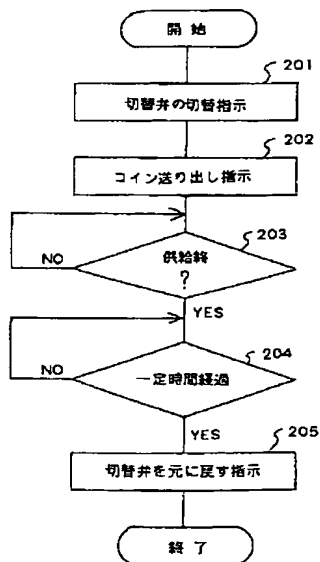 開始
201
切替弁の切替指示
202
コイン送り出し指示
203
供給終
?
NO
YES
204
一定時間経過
NO
YES
205
切替弁を元に戻す指示
終了